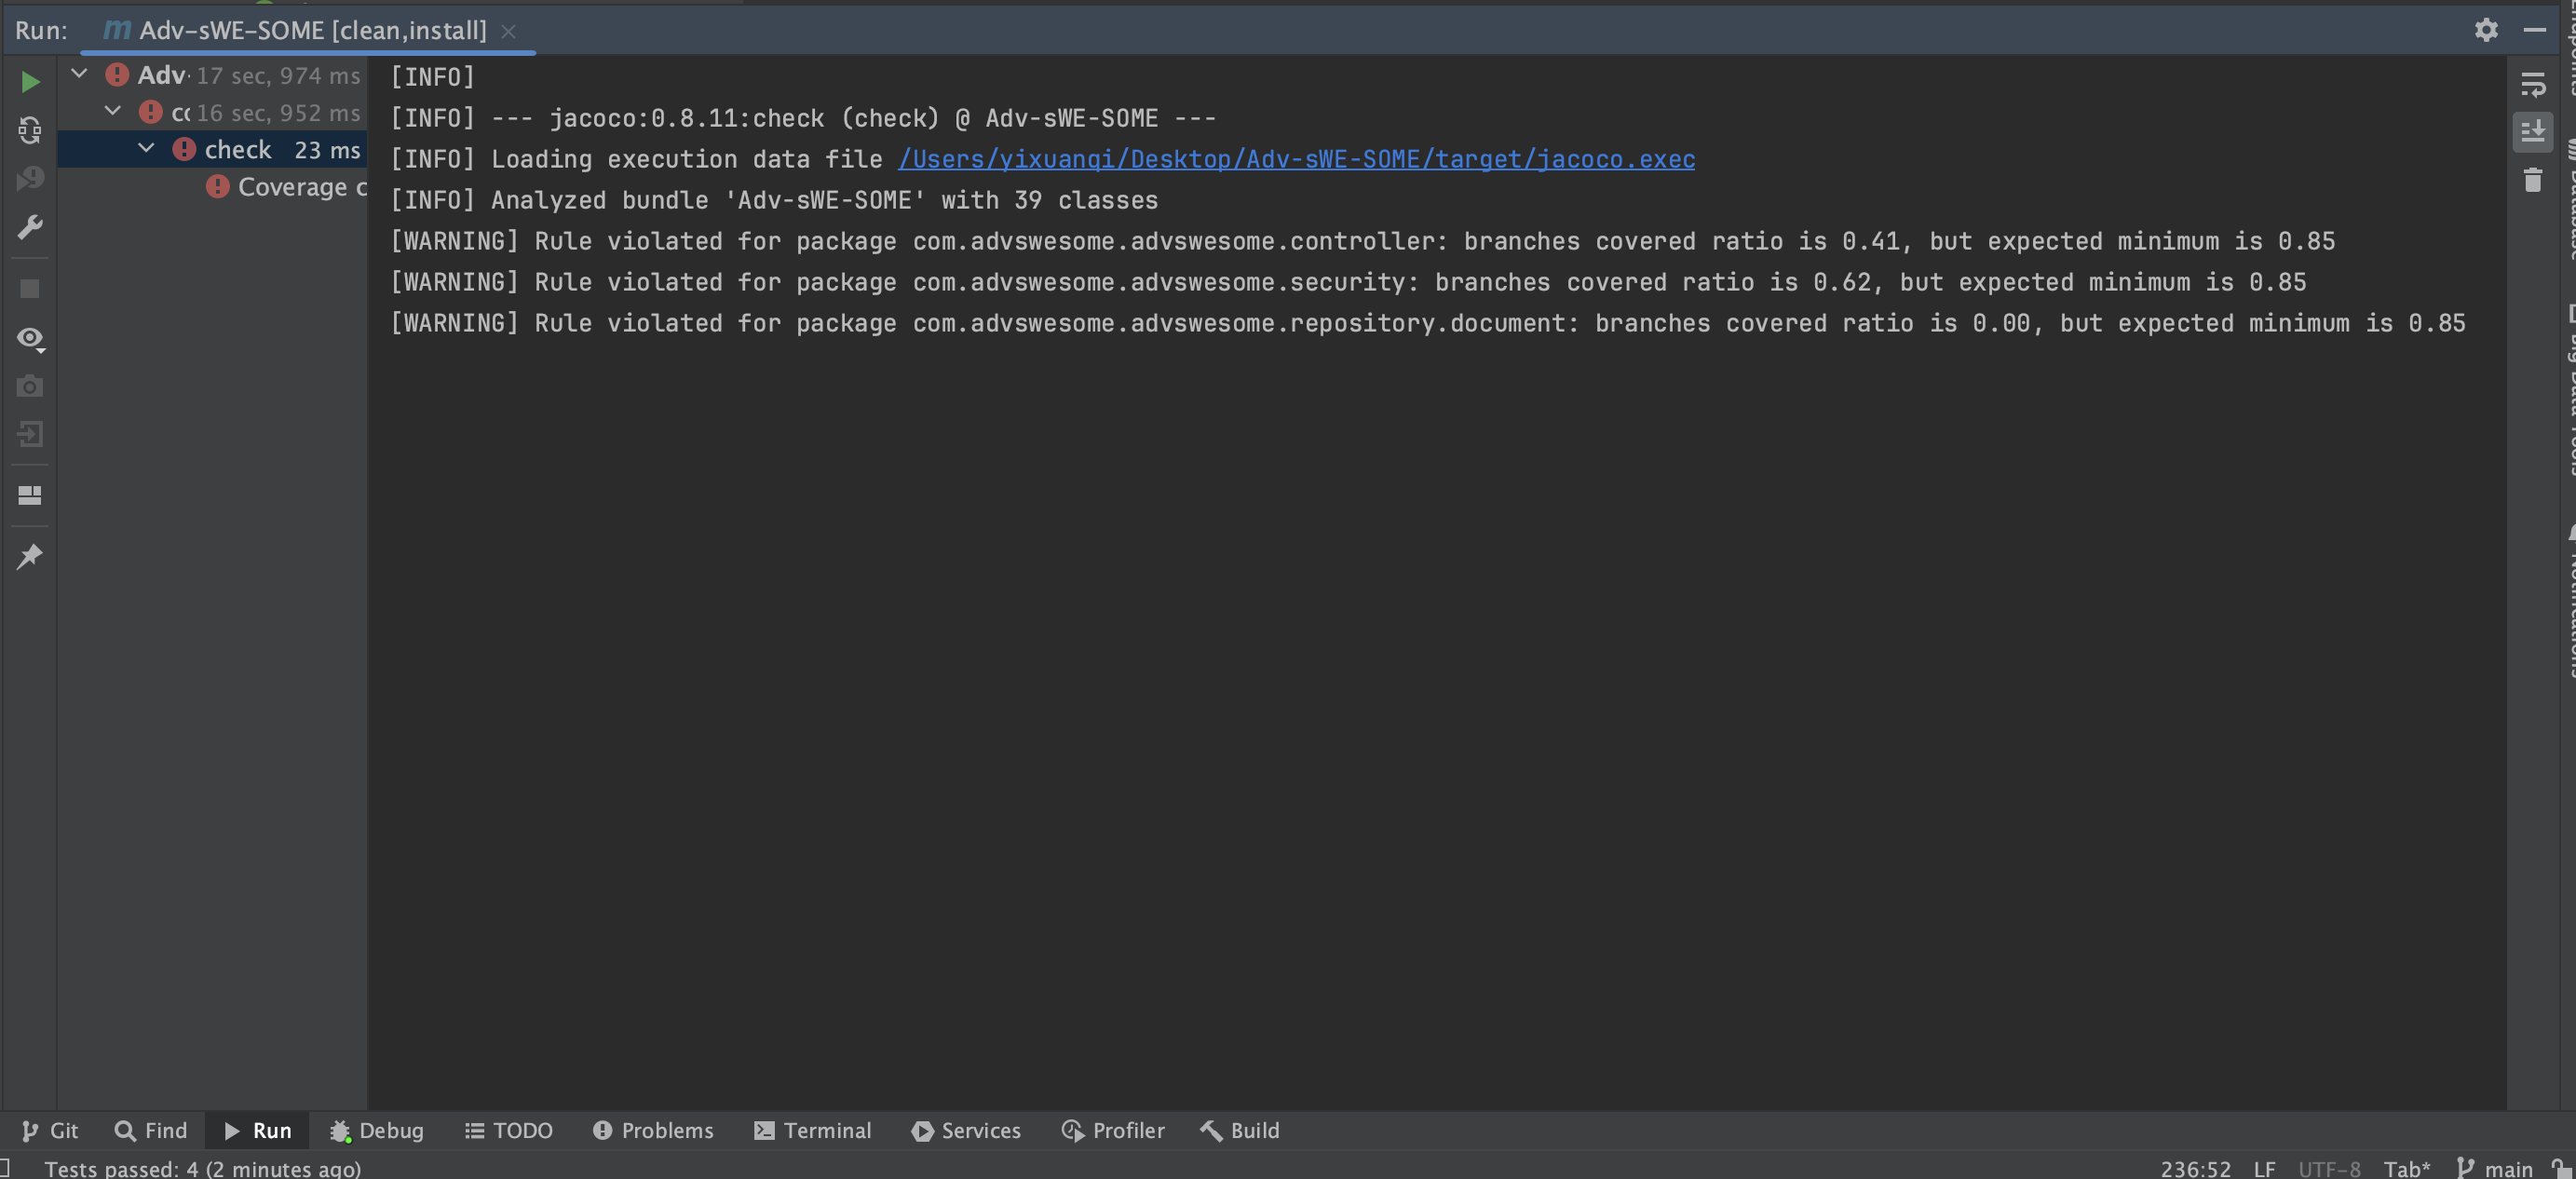 Run: Adv-sWE-SOME [clean,install]
Adv- 17 sec, 974 ms
cc 16 sec, 952 ms
check 23 ms
Coverage c
[INFO]
[INFO] --- jacoco:0.8.11:check (check) @ Adv-sWE-SOME ---
[INFO] Loading execution data file /Users/yixuanqi/Desktop/Adv-sWE-SOME/target/jacoco.exec
[INFO] Analyzed bundle 'Adv-sWE-SOME' with 39 classes
[WARNING] Rule violated for package com.advswesome.advswesome.controller: branches covered ratio is 0.41, but expected minimum is 0.85
[WARNING] Rule violated for package com.advswesome.advswesome.security: branches covered ratio is 0.62, but expected minimum is 0.85
[WARNING] Rule violated for package com.advswesome.advswesome.repository.document: branches covered ratio is 0.00, but expected minimum is 0.85
Endpoints
Database
Big Data Tools
Notifications
Git Find Run Debug TODO Problems Terminal Services Profiler Build
Tests passed: 4 (2 minutes ago) 236:52 LF UTF-8 Tab* main